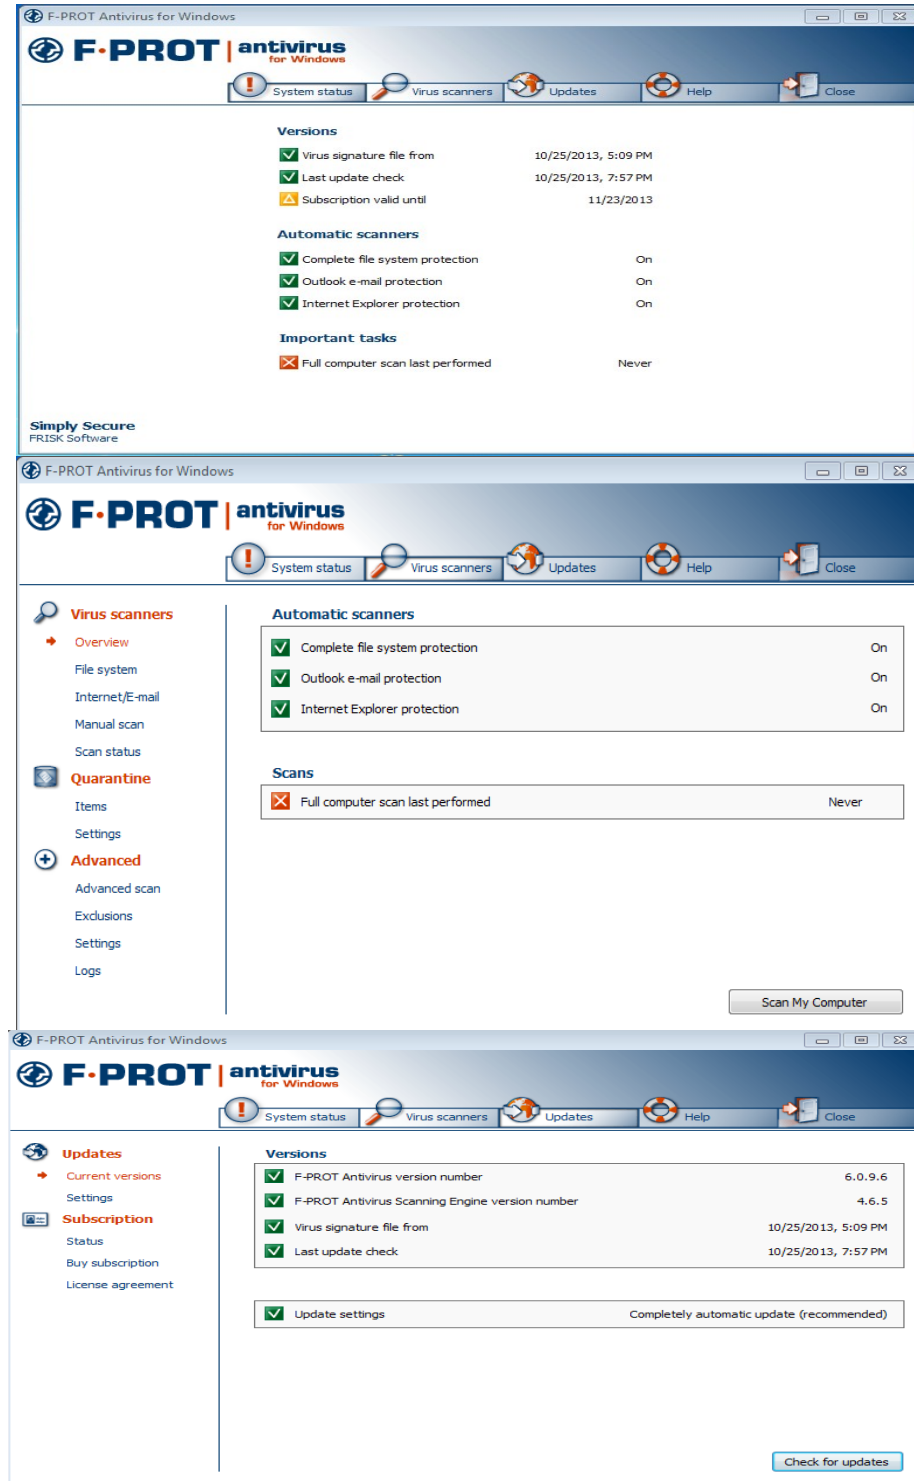 F-PROT Antivirus for Windows
F-PROT antivirus
for Windows
System status Virus scanners Updates Help Close
Versions
Virus signature file from 10/25/2013, 5:09 PM
Last update check 10/25/2013, 7:57 PM
Subscription valid until 11/23/2013
Automatic scanners
Complete file system protection On
Outlook e-mail protection On
Internet Explorer protection On
Important tasks
Full computer scan last performed Never
Simply Secure
FRISK Software
F-PROT Antivirus for Windows
F·PROT antivirus
for Windows
System status Virus scanners Updates Help Close
Virus scanners
Overview
File system
Internet/E-mail
Manual scan
Scan status
Quarantine
Items
Settings
Advanced
Advanced scan
Exclusions
Settings
Logs
Automatic scanners
Complete file system protection On
Outlook e-mail protection On
Internet Explorer protection On
Scans
Full computer scan last performed Never
Scan My Computer
F-PROT Antivirus for Windows
F·PROT antivirus
for Windows
System status Virus scanners Updates Help Close
Updates
Current versions
Settings
Subscription
Status
Buy subscription
License agreement
Versions
F-PROT Antivirus version number 6.0.9.6
F-PROT Antivirus Scanning Engine version number 4.6.5
Virus signature file from 10/25/2013, 5:09 PM
Last update check 10/25/2013, 7:57 PM
Update settings Completely automatic update (recommended)
Check for updates